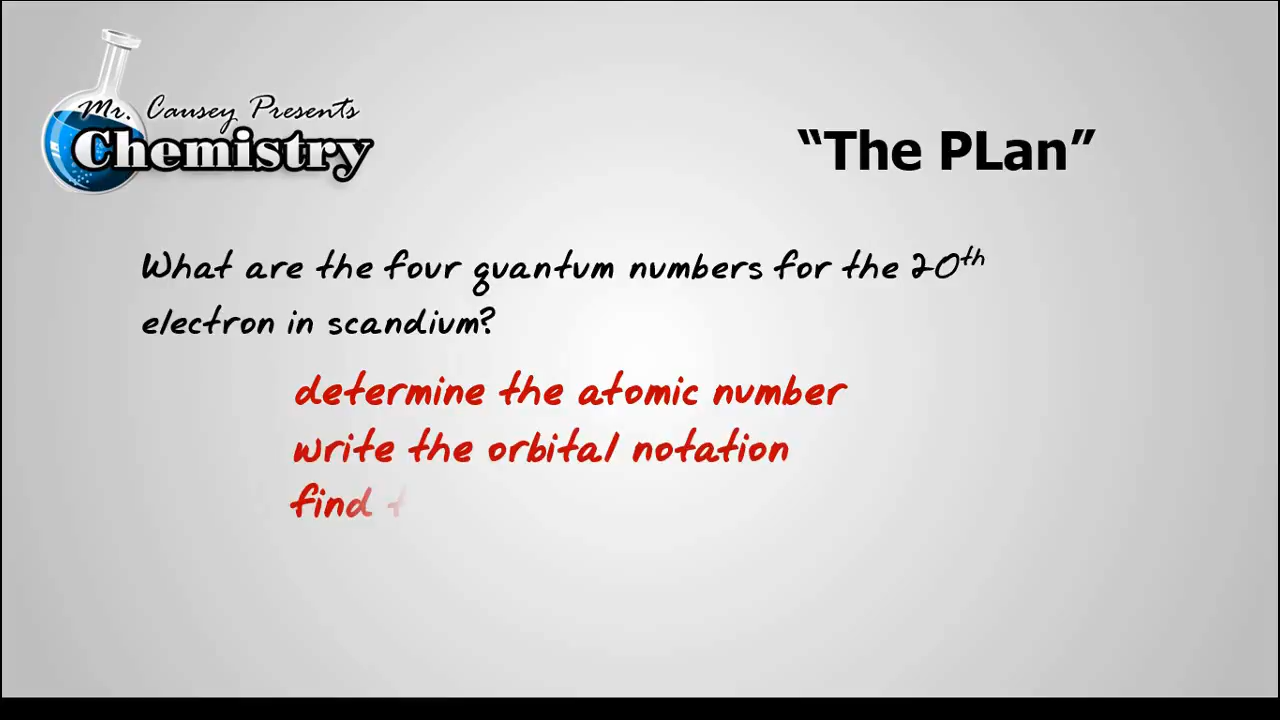 Mr. Causey Presents
Chemistry
“The PLan”
What are the four quantum numbers for the 20th
electron in scandium?
determine the atomic number
write the orbital notation
find